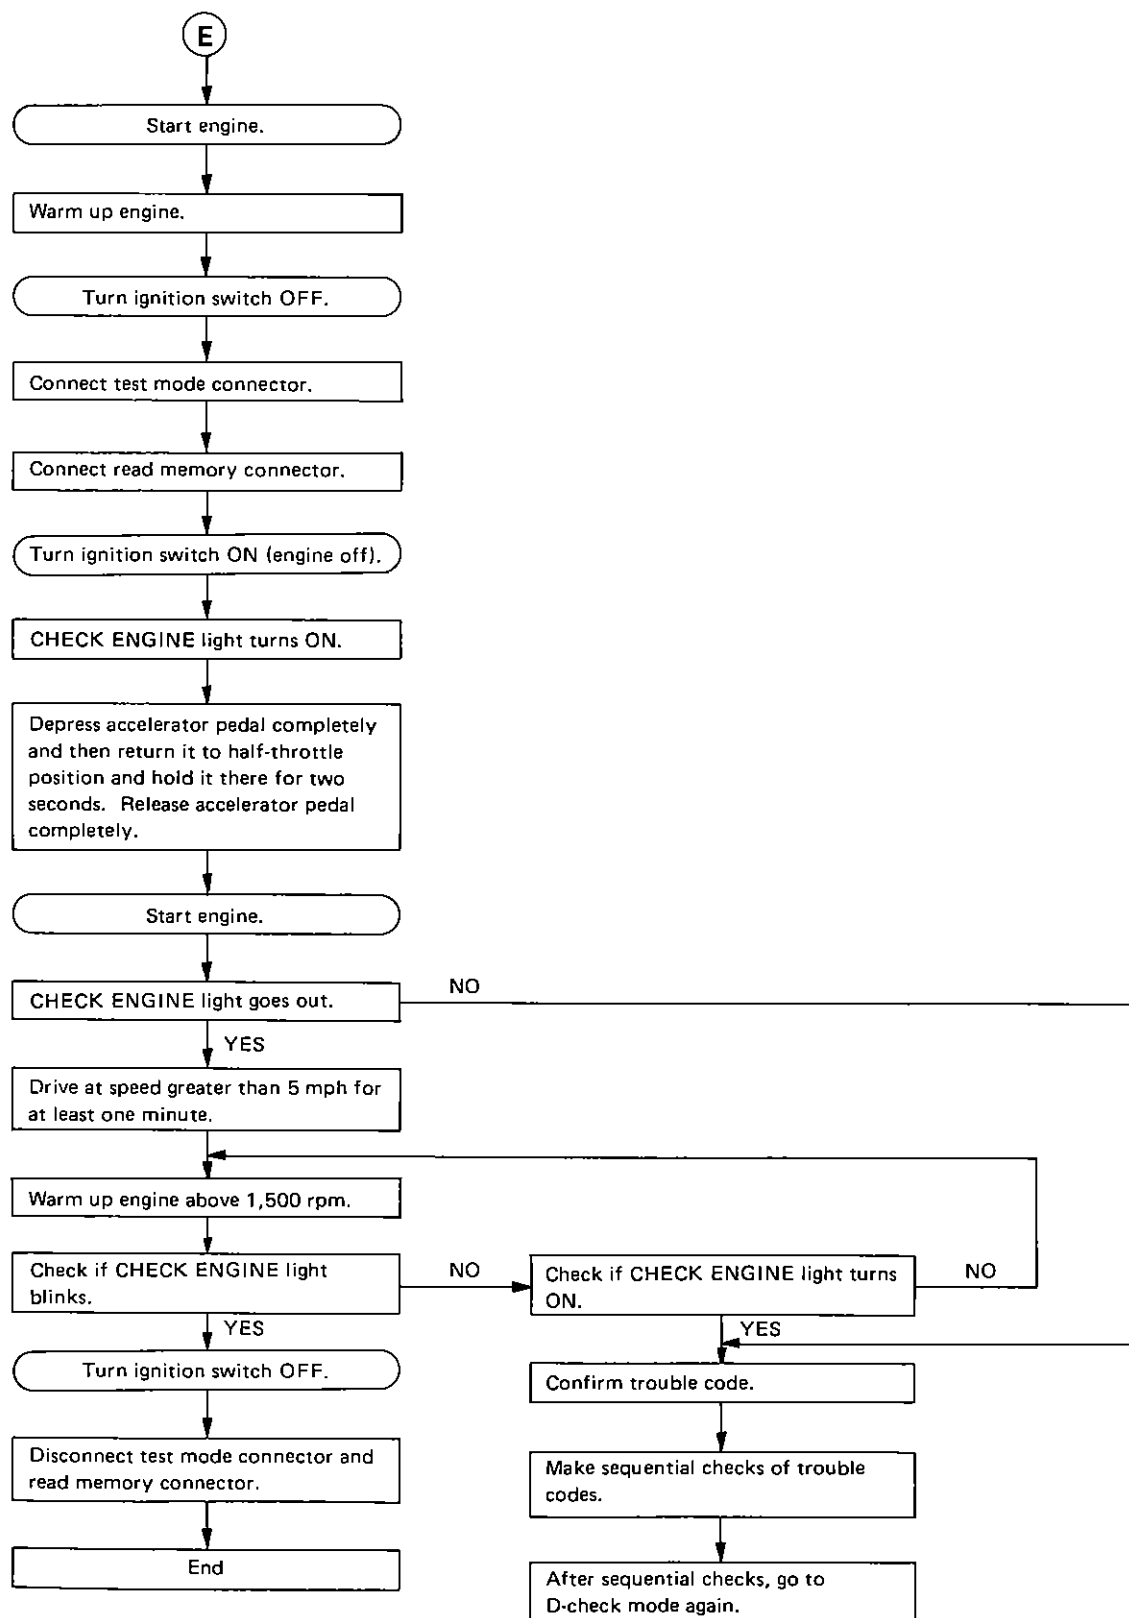 E
Start engine.
Warm up engine.
Turn ignition switch OFF.
Connect test mode connector.
Connect read memory connector.
Turn ignition switch ON (engine off).
CHECK ENGINE light turns ON.
Depress accelerator pedal completely
and then return it to half-throttle
position and hold it there for two
seconds. Release accelerator pedal
completely.
Start engine.
CHECK ENGINE light goes out.
NO
YES
Drive at speed greater than 5 mph for
at least one minute.
Warm up engine above 1,500 rpm.
Check if CHECK ENGINE light
blinks.
NO
Check if CHECK ENGINE light turns
ON.
NO
YES
YES
Turn ignition switch OFF.
Confirm trouble code.
Disconnect test mode connector and
read memory connector.
Make sequential checks of trouble
codes.
End
After sequential checks, go to
D-check mode again.